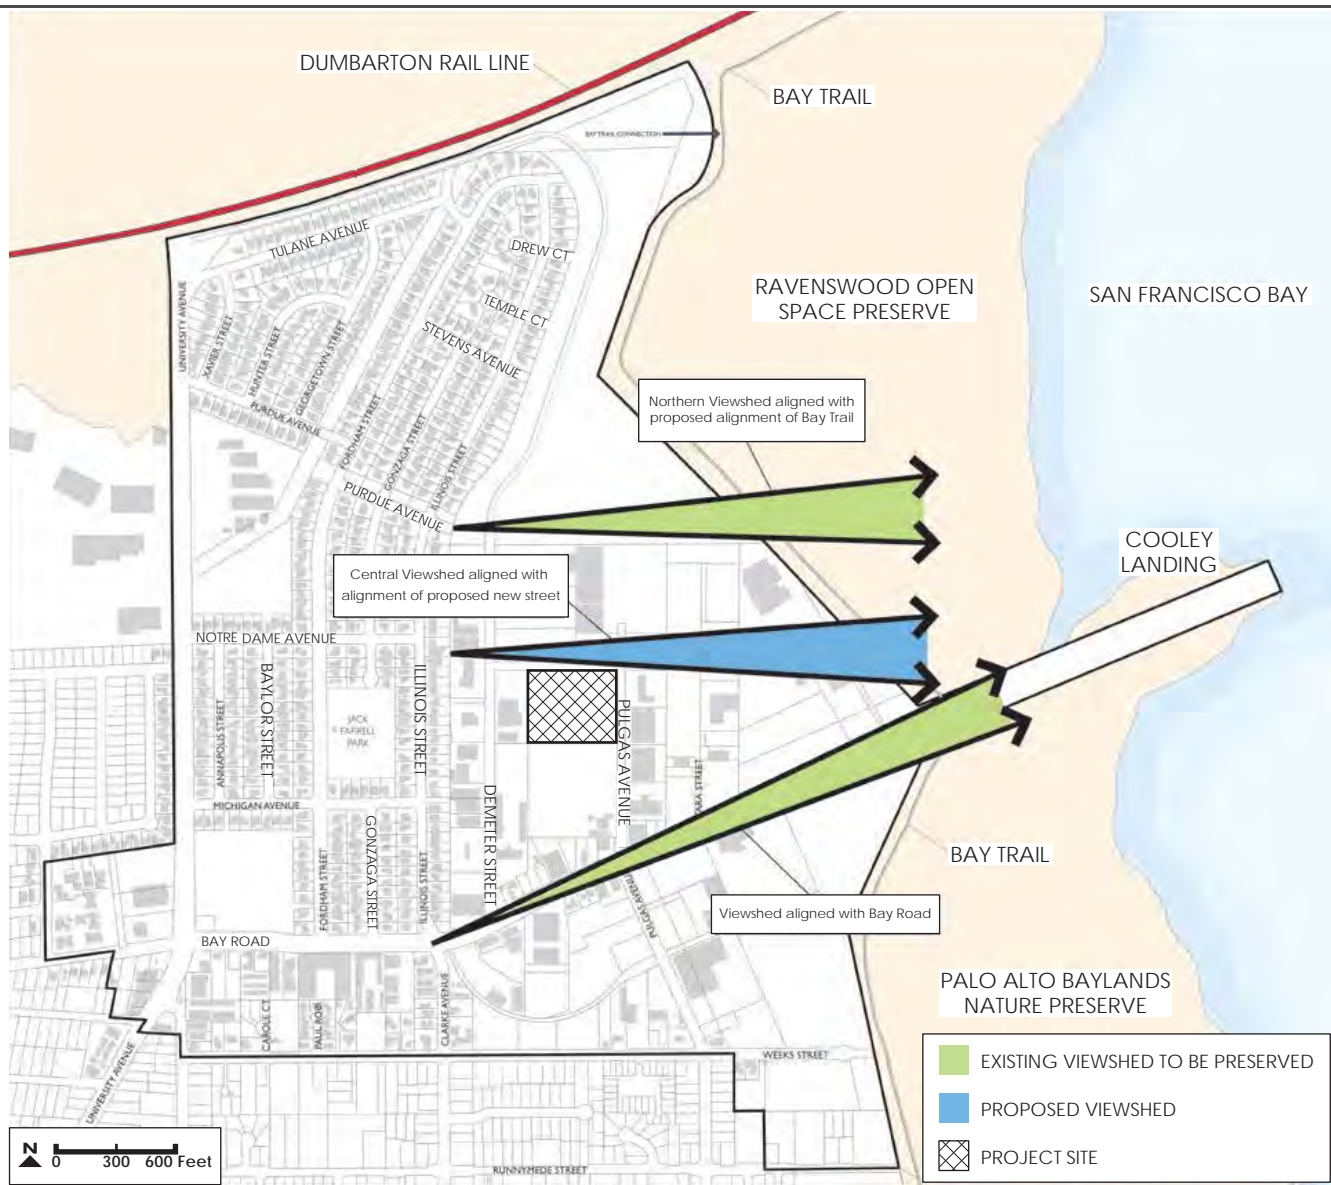 DUMBARTON RAIL LINE
BAY TRAIL
BAY TRAIL (CONNECTION)
TULANE AVENUE
DREW CT
TEMPLE CT
STEVENS AVENUE
UNIVERSITY AVENUE
XAVIER STREET
HUNTER STREET
GEORGETOWN STREET
PURDUE AVENUE
FORDHAM STREET
GONZAGA STREET
ILLINOIS STREET
PURDUE AVENUE
RAVENSWOOD OPEN
SPACE PRESERVE
SAN FRANCISCO BAY
Northern Viewshed aligned with
proposed alignment of Bay Trail
Central Viewshed aligned with
alignment of proposed new street
COOLEY
LANDING
NOTRE DAME AVENUE
ANNAPOLIS STREET
BAYLOR STREET
JACK
FARRELL
PARK
ILLINOIS STREET
PULGAS AVENUE
TARA STREET
MICHIGAN AVENUE
DEMETER STREET
FORDHAM STREET
GONZAGA STREET
ILLINOIS STREET
PULGAS AVENUE
BAY TRAIL
Viewshed aligned with Bay Road
BAY ROAD
CAROLE CT
PAUL ROBI
CLARKE AVENUE
UNIVERSITY AVENUE
WEEKS STREET
RUNNYMEDE STREET
PALO ALTO BAYLANDS
NATURE PRESERVE
EXISTING VIEWSHED TO BE PRESERVED
PROPOSED VIEWSHED
PROJECT SITE
N
0 300 600 Feet